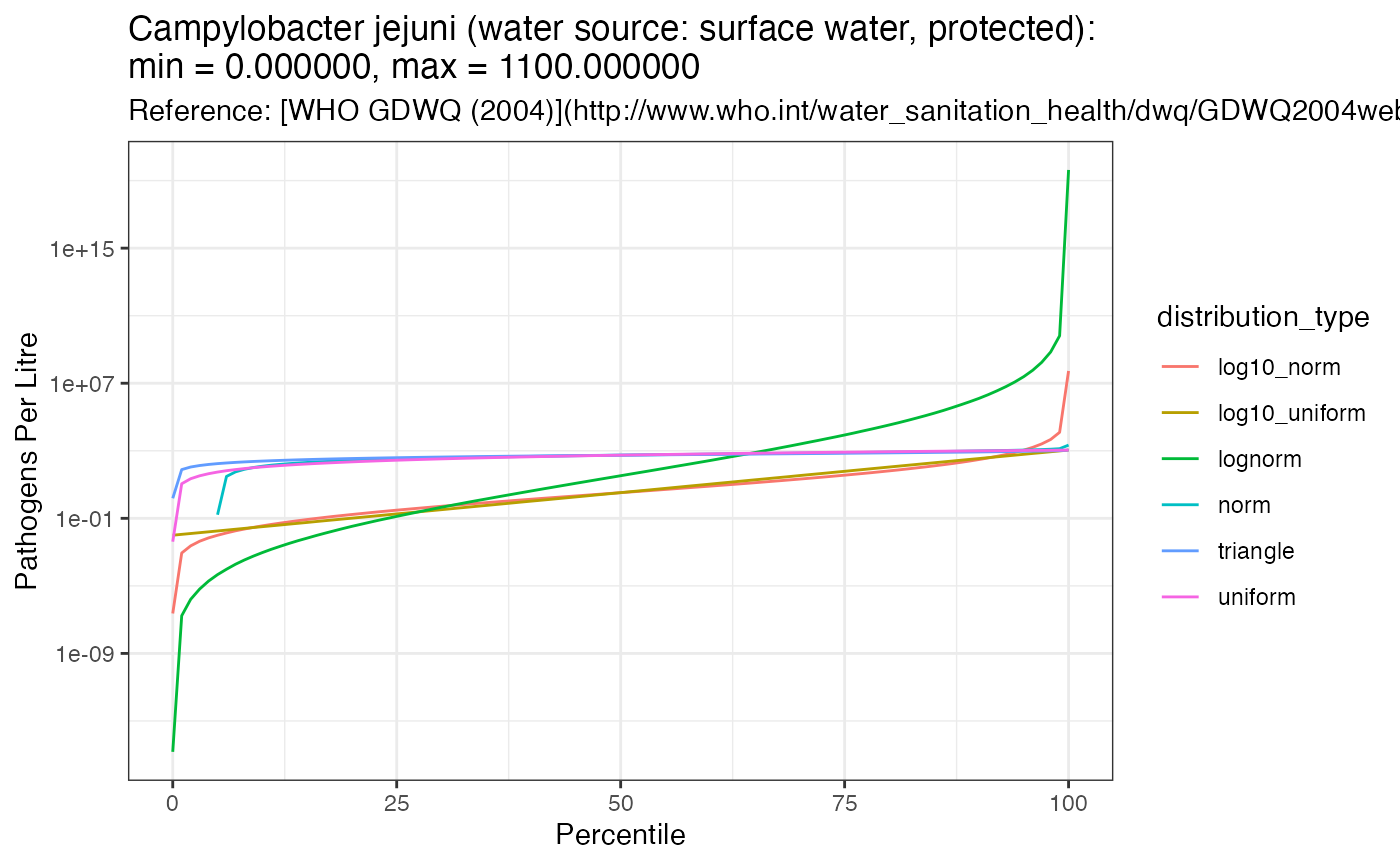 Campylobacter jejuni (water source: surface water, protected):
min = 0.000000, max = 1100.000000
Reference: [WHO GDWQ (2004)](http://www.who.int/water_sanitation_health/dwq/GDWQ2004web
1e+15
1e+07
1e-01
1e-09
Pathogens Per Litre
0 25 50 75 100
Percentile
distribution_type
log10_norm
log10_uniform
lognorm
norm
triangle
uniform